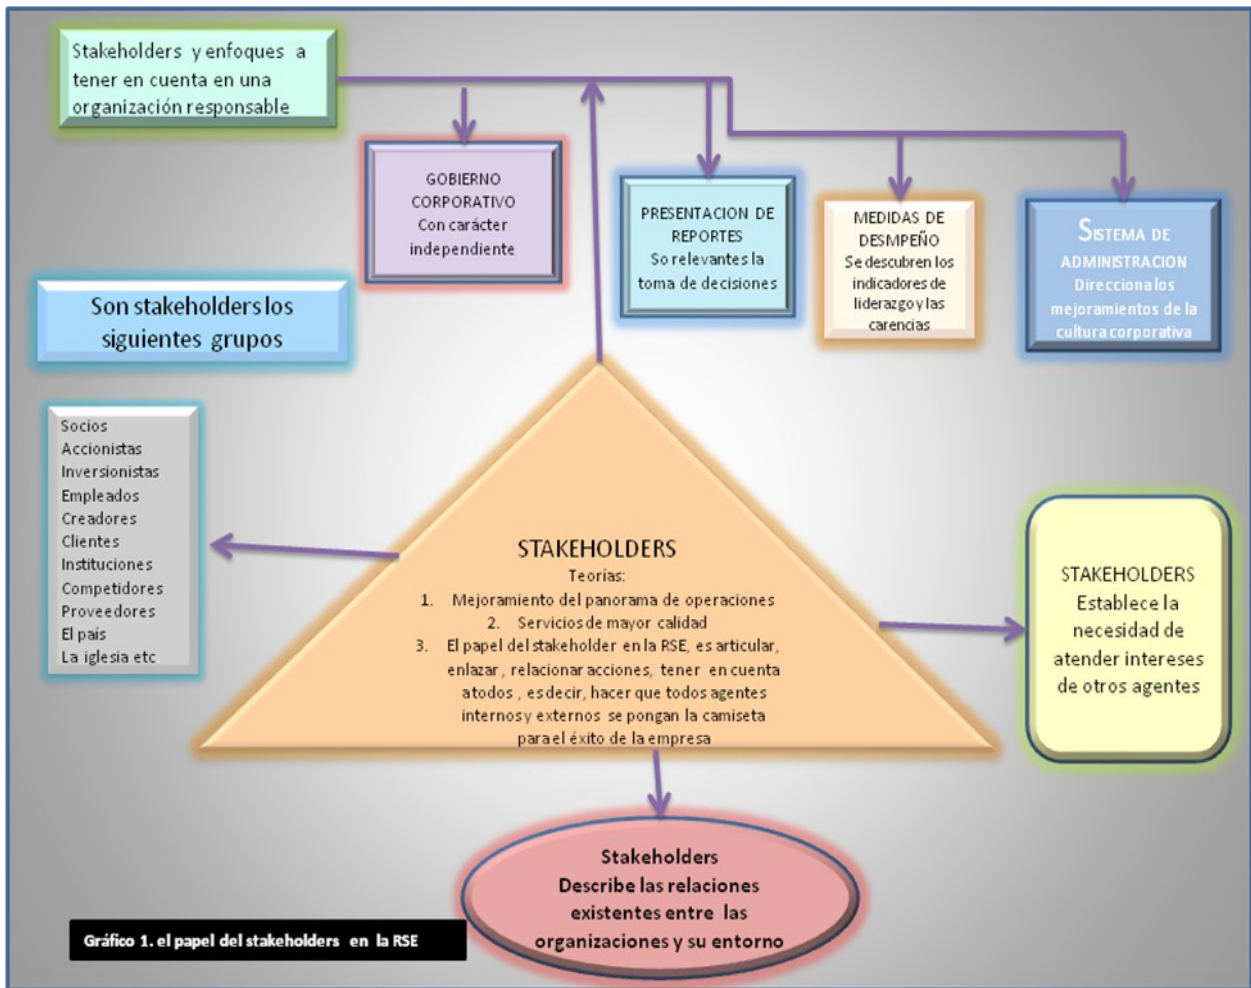 Stakeholders y enfoques a
tener en cuenta en una
organización responsable
GOBIERNO
CORPORATIVO
Con carácter
independiente
PRESENTACION DE
REPORTES
So relevantes la
toma de decisiones
MEDIDAS DE
DESMPEÑO
Se descubren los
indicadores de
liderazgo y las
carencias
SISTEMA DE
ADMINISTRACION
Direcciona los
mejoramientos de la
cultura corporativa
Son stakeholders los
siguientes grupos
Socios
Accionistas
Inversionistas
Empleados
Creadores
Clientes
Instituciones
Competidores
Proveedores
El país
La iglesia etc.
STAKEHOLDERS
Teorías:
1. Mejoramiento del panorama de operaciones
2. Servicios de mayor calidad
3. El papel del stakeholder en la RSE, es articular,
enlazar, relacionar acciones, tener en cuenta
atodos , es decir, hacer que todos agentes
internos y externos se pongan la camiseta
para el éxito de la empresa
STAKEHOLDERS
Establece la
necesidad de
atender intereses
de otros agentes
Stakeholders
Describe las relaciones
existentes entre las
organizaciones y su entorno
Gráfico 1. el papel del stakeholders en la RSE